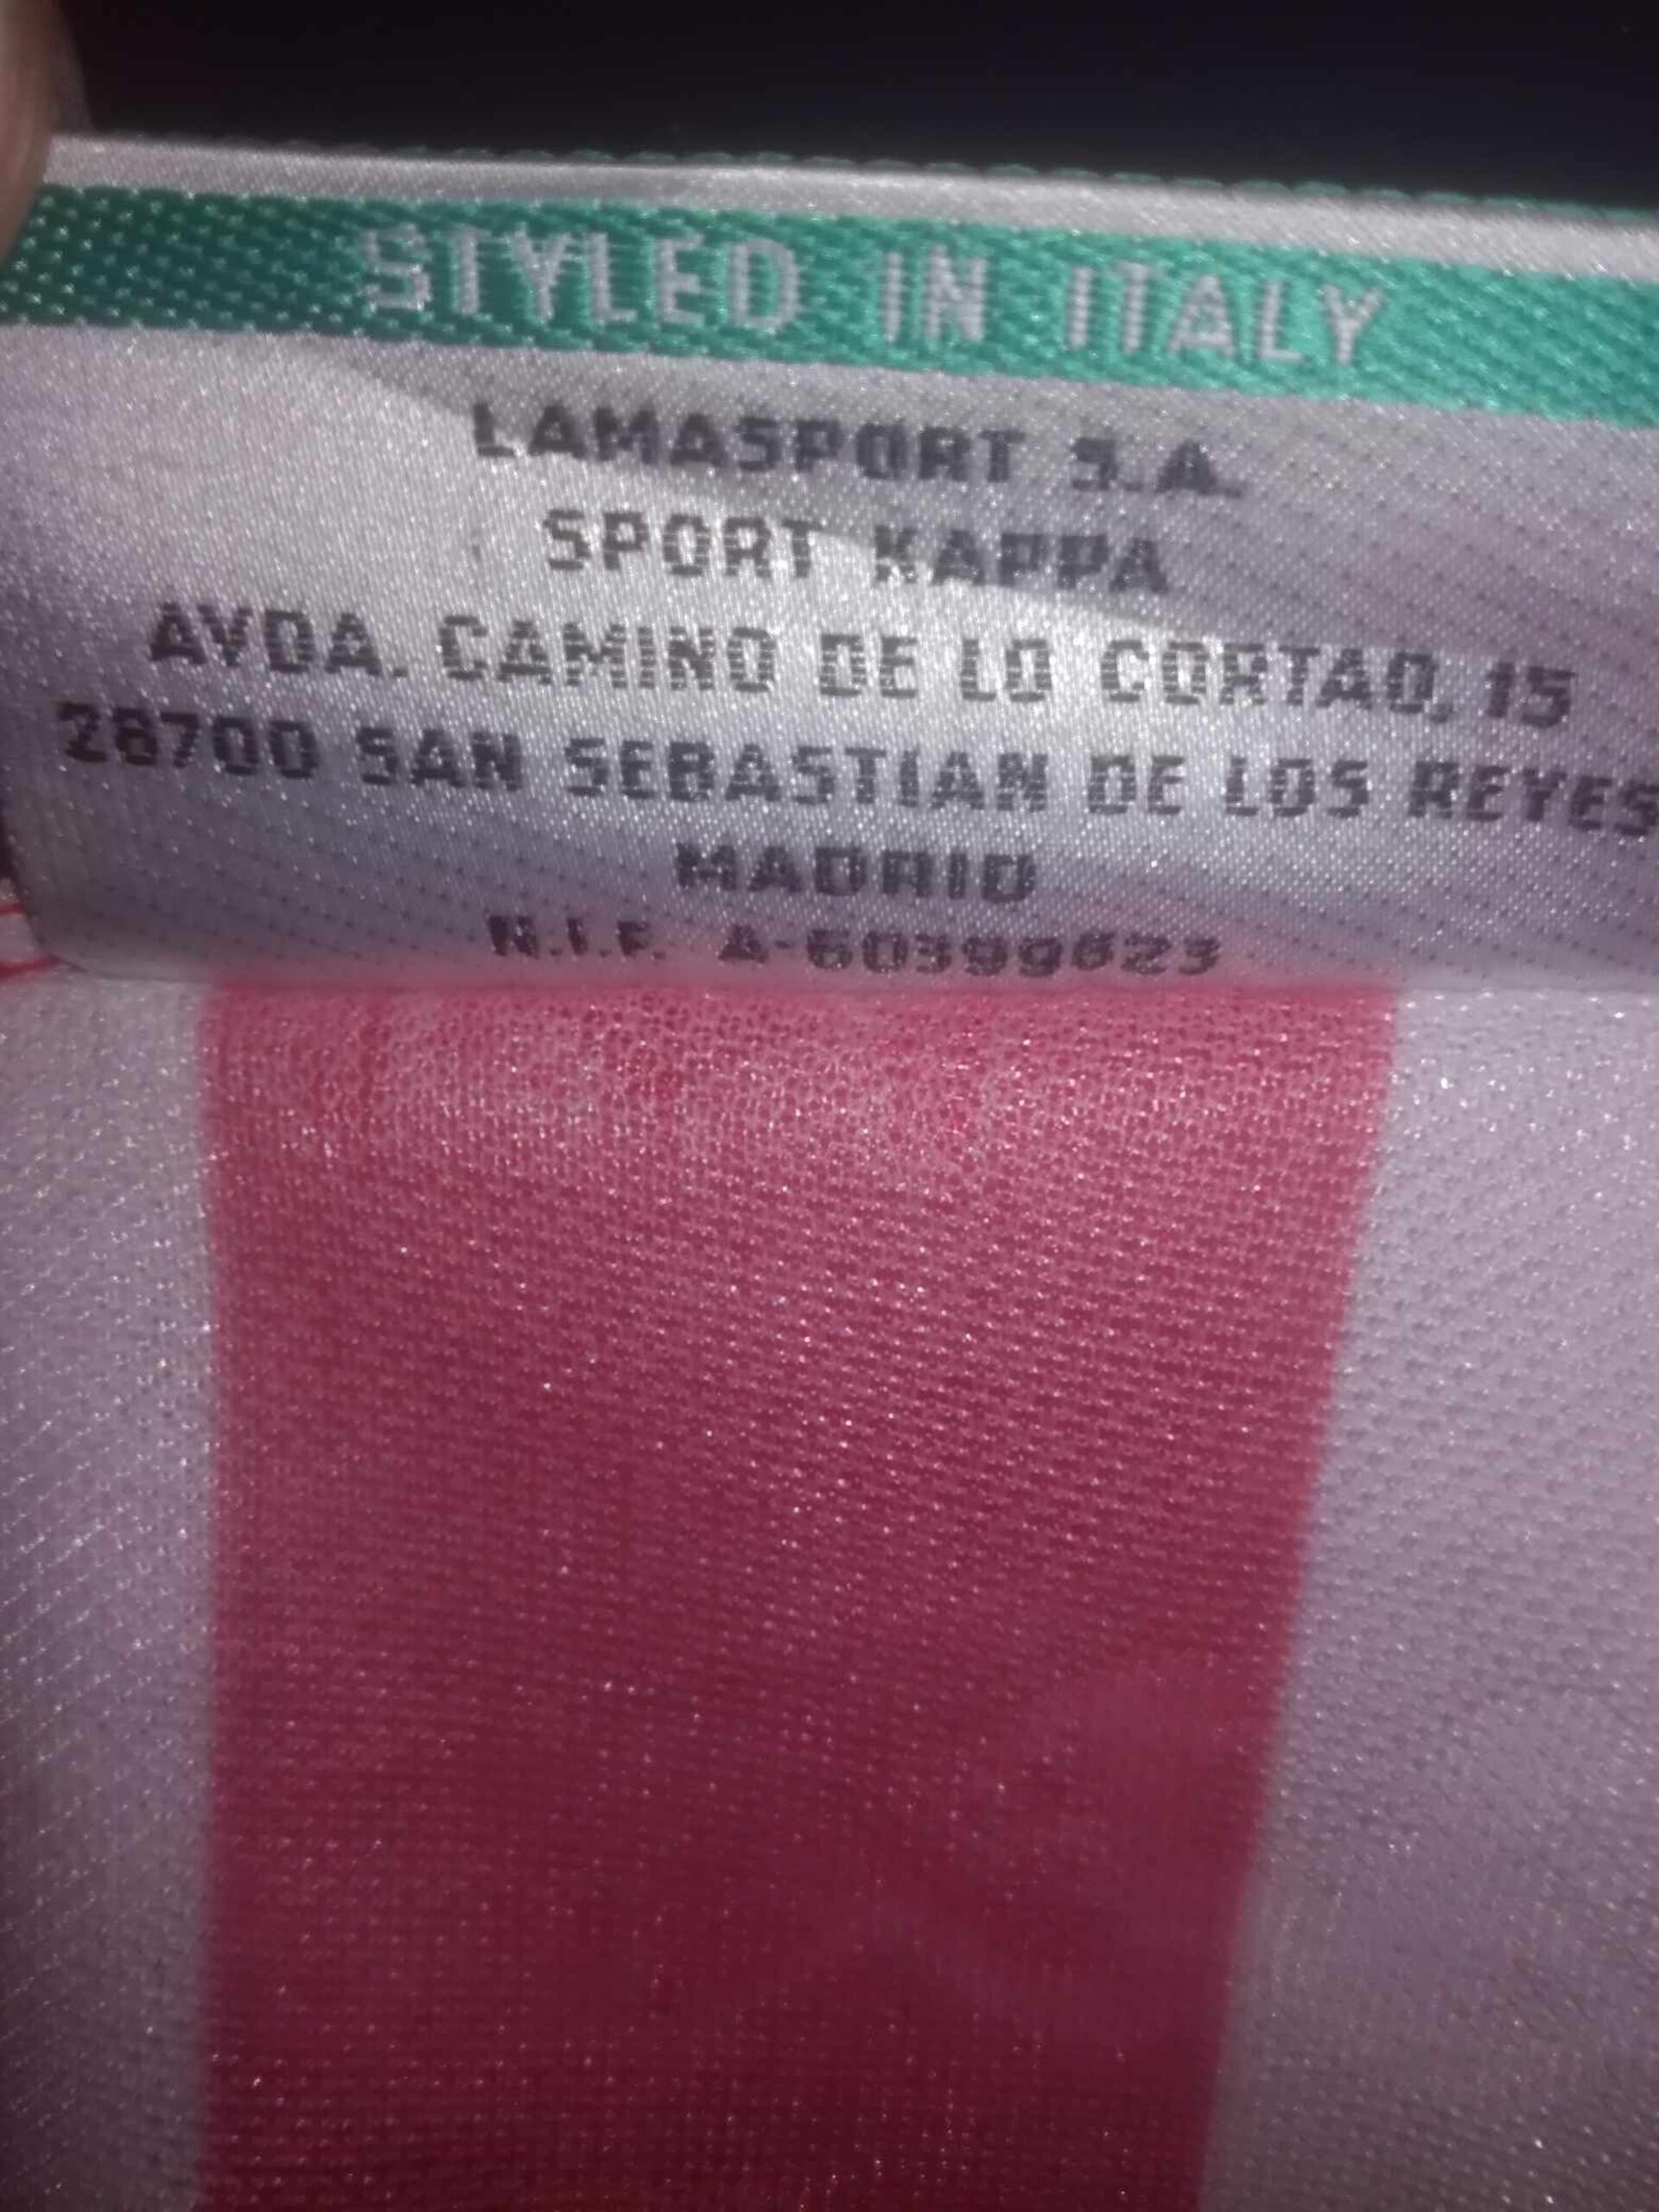 STYLED IN ITALY
LAMASPORT S.A.
SPORT KAPPA
AVDA. CAMINO DE LO CORTAO, 15
28700 SAN SEBASTIAN DE LOS REYES
MADRID
N.I.F. A-60399623